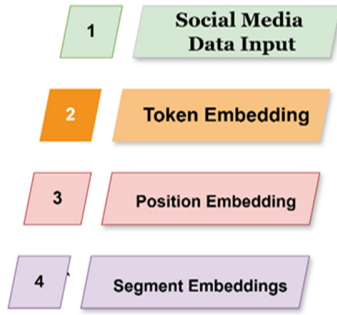 1
Social Media
Data Input
2
Token Embedding
3
Position Embedding
4
Segment Embeddings